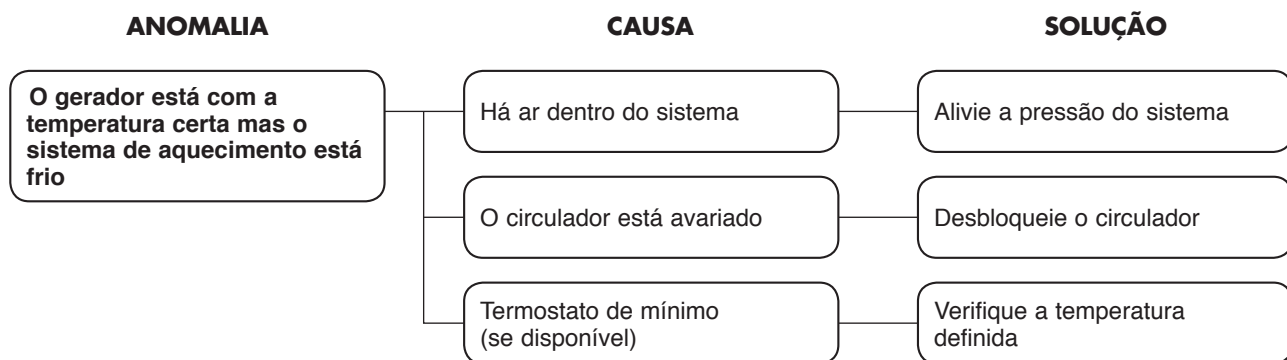 ANOMALIA
CAUSA
SOLUÇÃO
O gerador está com a
temperatura certa mas o
sistema de aquecimento está
frio
Há ar dentro do sistema
Alivie a pressão do sistema
O circulador está avariado
Desbloqueie o circulador
Termostato de mínimo
(se disponível)
Verifique a temperatura
definida